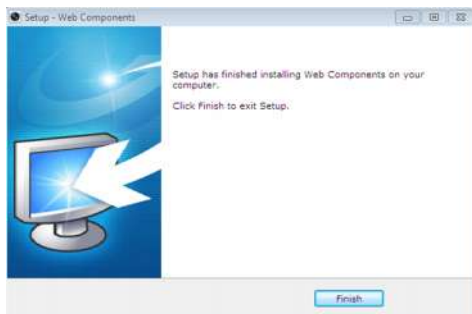 Setup - Web Components
Setup has finished installing Web Components on your
computer.
Click Finish to exit Setup.
Finish